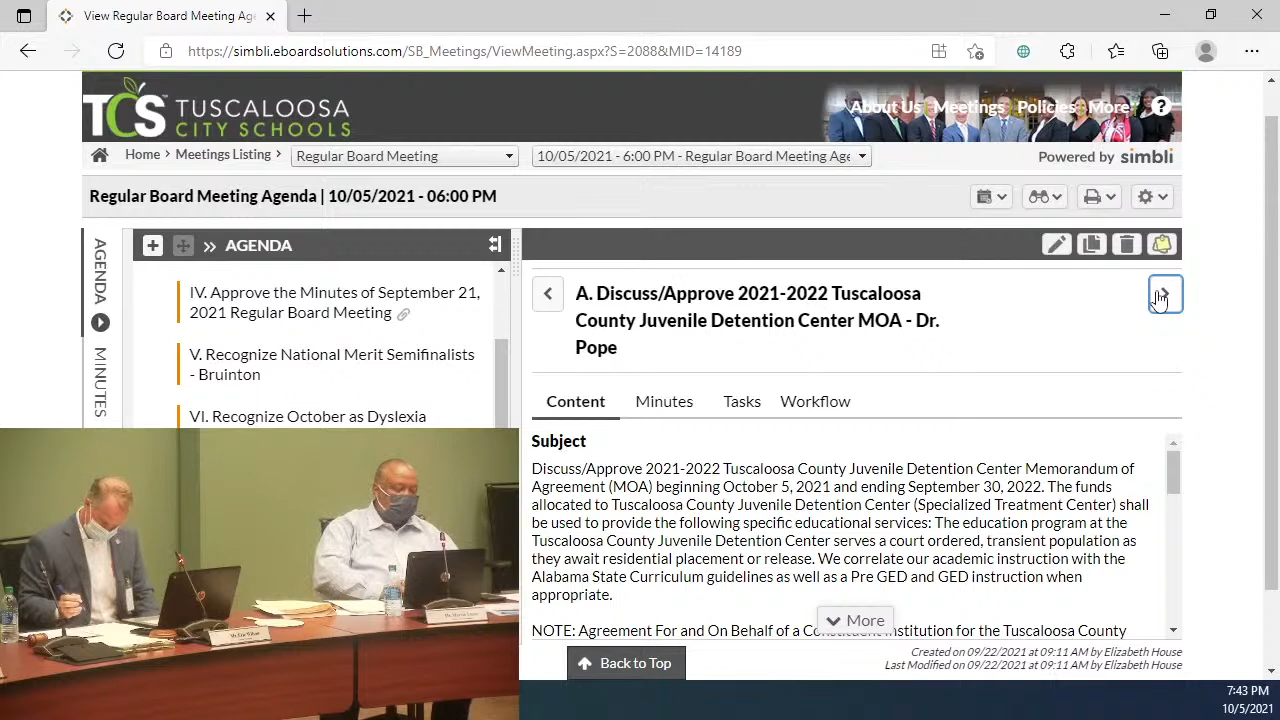 View Regular Board Meeting Ag
https://simbli.eboardsolutions.com/SB_Meetings/ViewMeeting.aspx?S=2088&MID=14189
TCS TUSCALOOSA
CITY SCHOOLS
About Us Meetings Policies More
Home Meetings Listing Regular Board Meeting 10/05/2021 - 6:00 PM - Regular Board Meeting Age
Powered by simbli
Regular Board Meeting Agenda | 10/05/2021 - 06:00 PM
AGENDA
MINUTES
AGENDA
IV. Approve the Minutes of September 21,
2021 Regular Board Meeting
V. Recognize National Merit Semifinalists
- Bruinton
VI. Recognize October as Dyslexia
A. Discuss/Approve 2021-2022 Tuscaloosa
County Juvenile Detention Center MOA - Dr.
Pope
Content Minutes Tasks Workflow
Subject
Discuss/Approve 2021-2022 Tuscaloosa County Juvenile Detention Center Memorandum of
Agreement (MOA) beginning October 5, 2021 and ending September 30, 2022. The funds
allocated to Tuscaloosa County Juvenile Detention Center (Specialized Treatment Center) shall
be used to provide the following specific educational services: The education program at the
Tuscaloosa County Juvenile Detention Center serves a court ordered, transient population as
they await residential placement or release. We correlate our academic instruction with the
Alabama State Curriculum guidelines as well as a Pre GED and GED instruction when
appropriate.
More
NOTE: Agreement For and On Behalf of a Constituent Institution for the Tuscaloosa County
Created on 09/22/2021 at 09:11 AM by Elizabeth House
Last Modified on 09/22/2021 at 09:11 AM by Elizabeth House
Back to Top
7:43 PM
10/5/2021